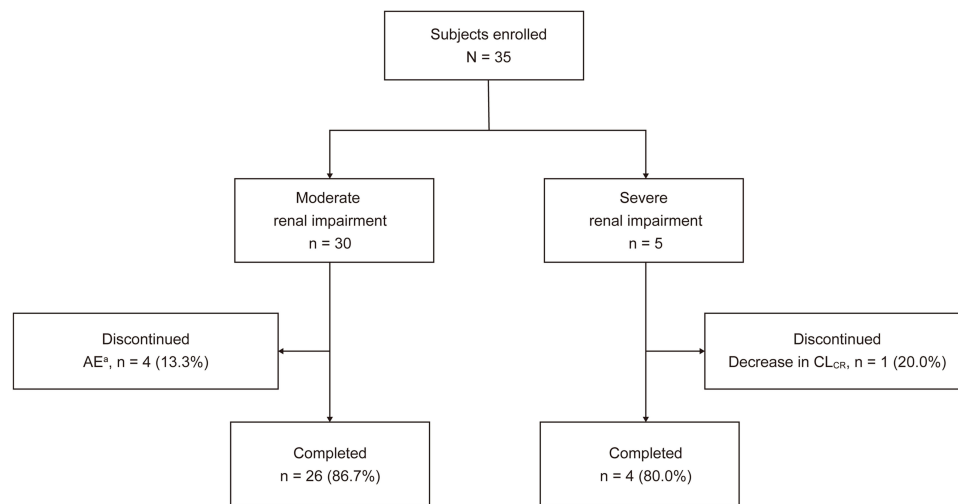 Subjects enrolled
N = 35
Moderate
renal impairment
n = 30
Severe
renal impairment
n = 5
Discontinued
AEᵃ, n = 4 (13.3%)
Discontinued
Decrease in CL_CR, n = 1 (20.0%)
Completed
n = 26 (86.7%)
Completed
n = 4 (80.0%)